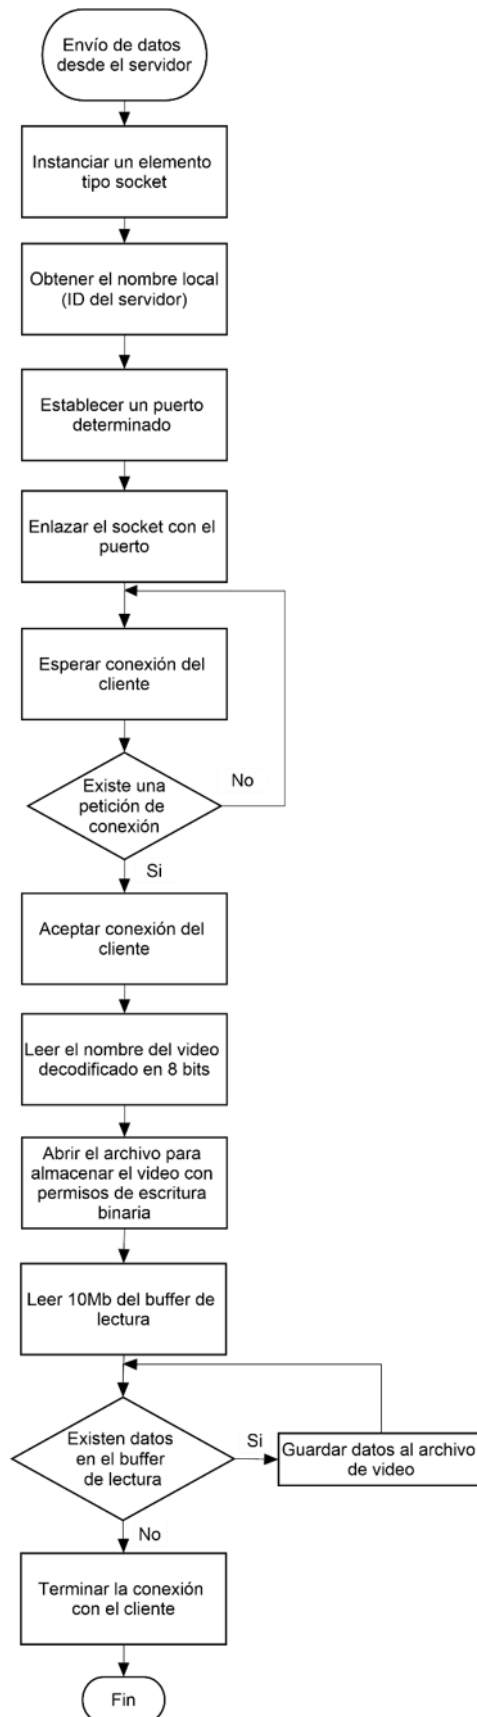 Envío de datos
desde el servidor
Instanciar un elemento
tipo socket
Obtener el nombre local
(ID del servidor)
Establecer un puerto
determinado
Enlazar el socket con el
puerto
Esperar conexión del
cliente
Existe una
petición de
conexión
No
Si
Aceptar conexión del
cliente
Leer el nombre del video
decodificado en 8 bits
Abrir el archivo para
almacenar el video con
permisos de escritura
binaria
Leer 10Mb del buffer de
lectura
Existen datos
en el buffer
de lectura
Si
Guardar datos al archivo
de video
No
Terminar la conexión
con el cliente
Fin